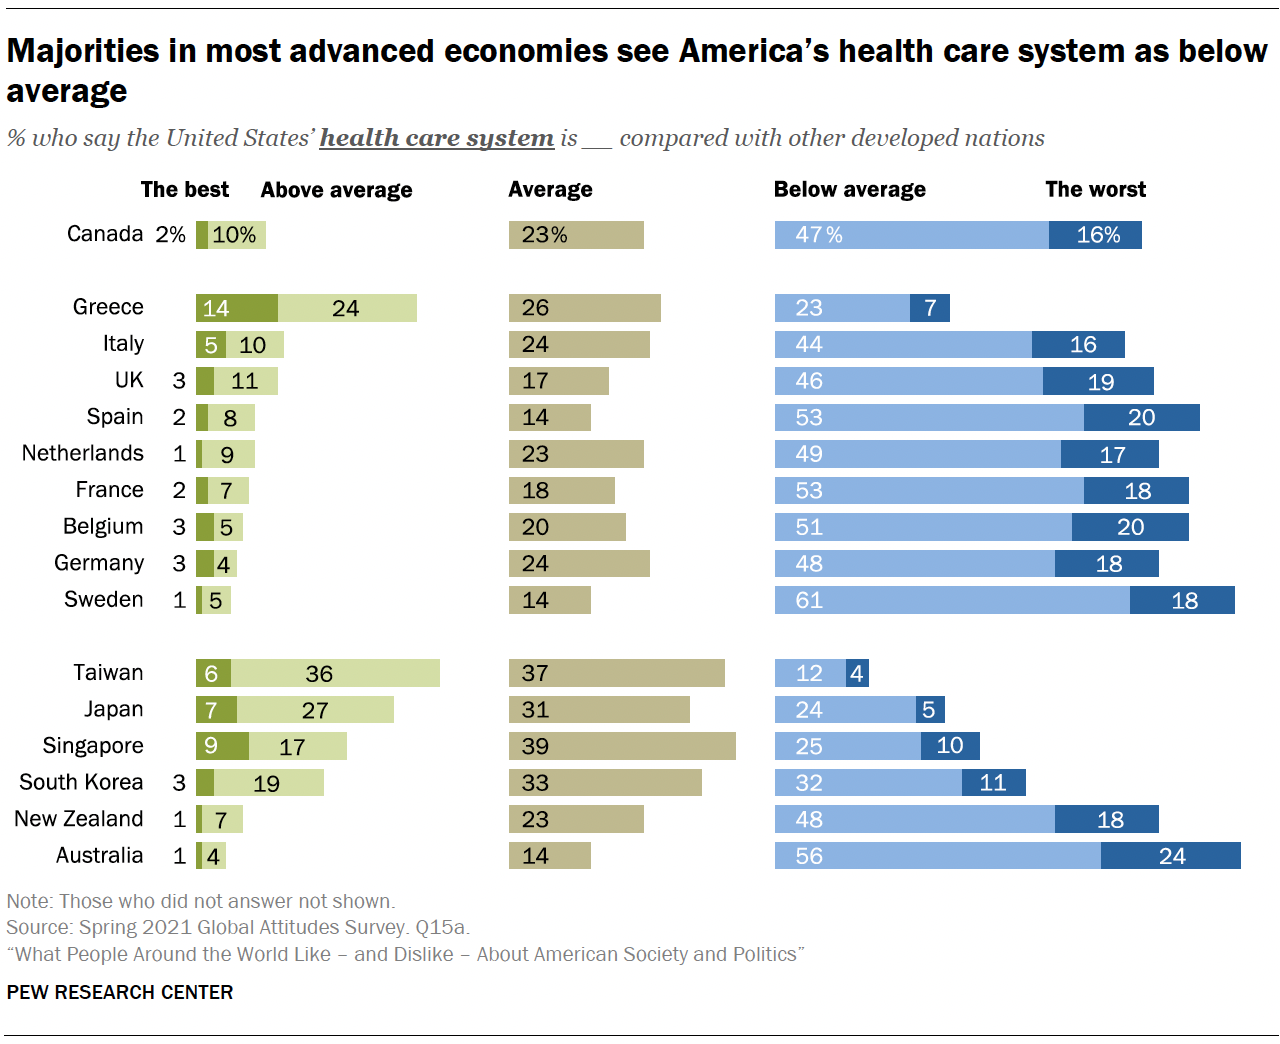 Majorities in most advanced economies see America’s health care system as below
average
% who say the United States’ health care system is __ compared with other developed nations
The best Above average Average Below average The worst
Canada 2% 10% 23% 47% 16%
Greece 14 24 26 23 7
Italy 5 10 24 44 16
UK 3 11 17 46 19
Spain 2 8 14 53 20
Netherlands 1 9 23 49 17
France 2 7 18 53 18
Belgium 3 5 20 51 20
Germany 3 4 24 48 18
Sweden 1 5 14 61 18
Taiwan 6 36 37 12 4
Japan 7 27 31 24 5
Singapore 9 17 39 25 10
South Korea 3 19 33 32 11
New Zealand 1 7 23 48 18
Australia 1 4 14 56 24
Note: Those who did not answer not shown.
Source: Spring 2021 Global Attitudes Survey. Q15a.
“What People Around the World Like – and Dislike – About American Society and Politics”
PEW RESEARCH CENTER